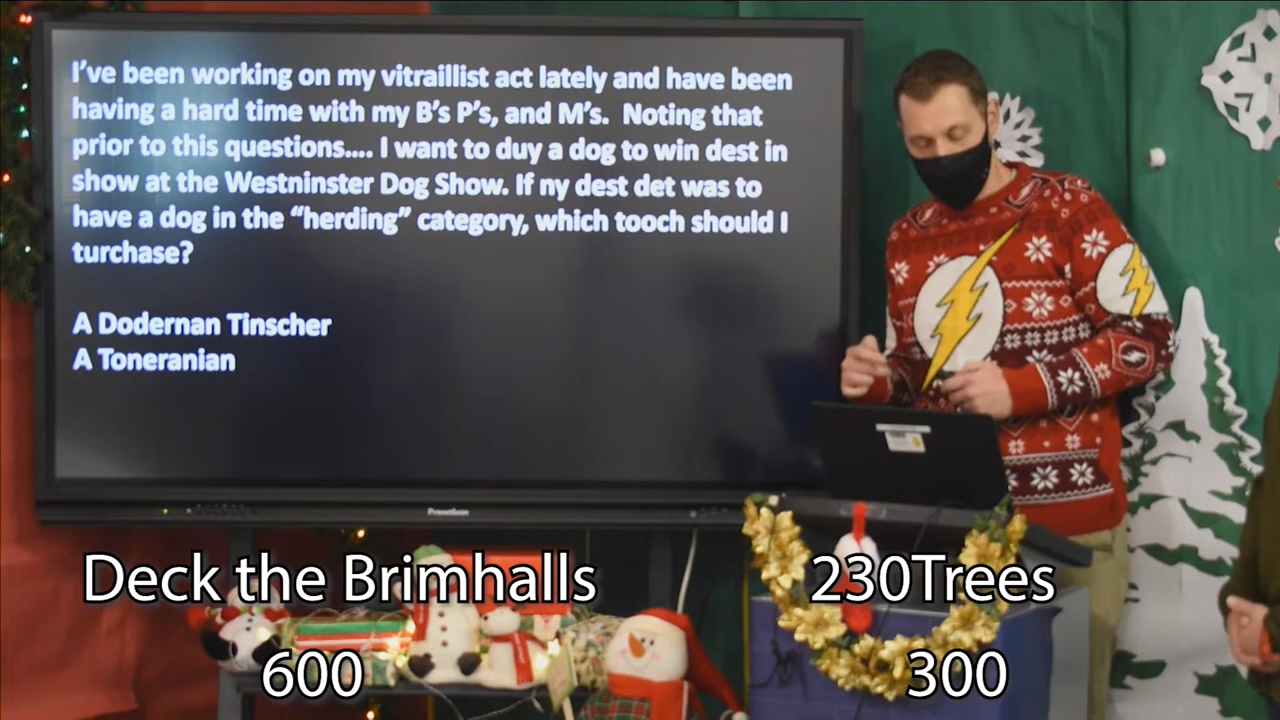 I've been working on my vitraillist act lately and have been
having a hard time with my B's P's, and M's.  Noting that
prior to this questions.... I want to duy a dog to win dest in
show at the Westninster Dog Show. If ny dest det was to
have a dog in the “herding” category, which tooch should I
turchase?
A Dodernan Tinscher
A Toneranian
Promethean
Deck the Brimhalls
230Trees
600
300